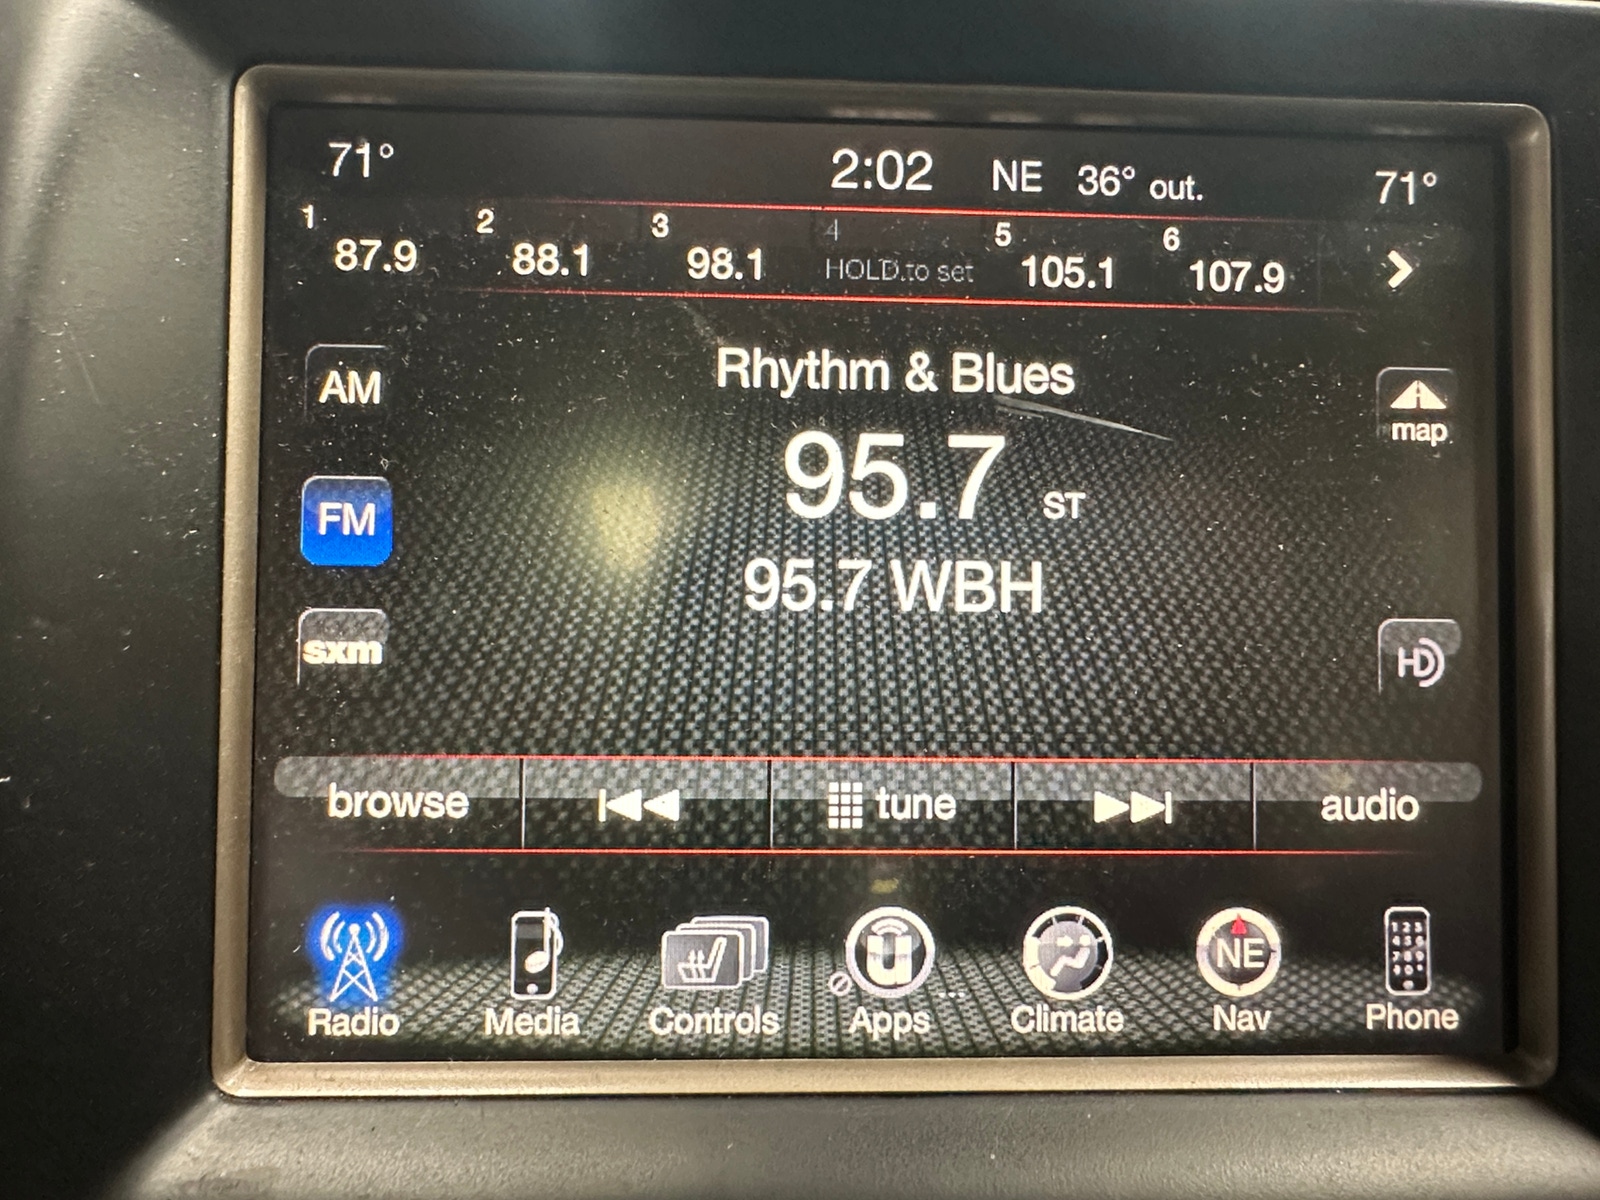 71° 2:02 NE 36° out. 71°
1 87.9 2 88.1 3 98.1 4 HOLD to set 5 105.1 6 107.9
Rhythm & Blues
AM
map
95.7 ST
FM
95.7 WBH
sxm
HD
browse tune audio
NE
Radio Media Controls Apps Climate Nav Phone